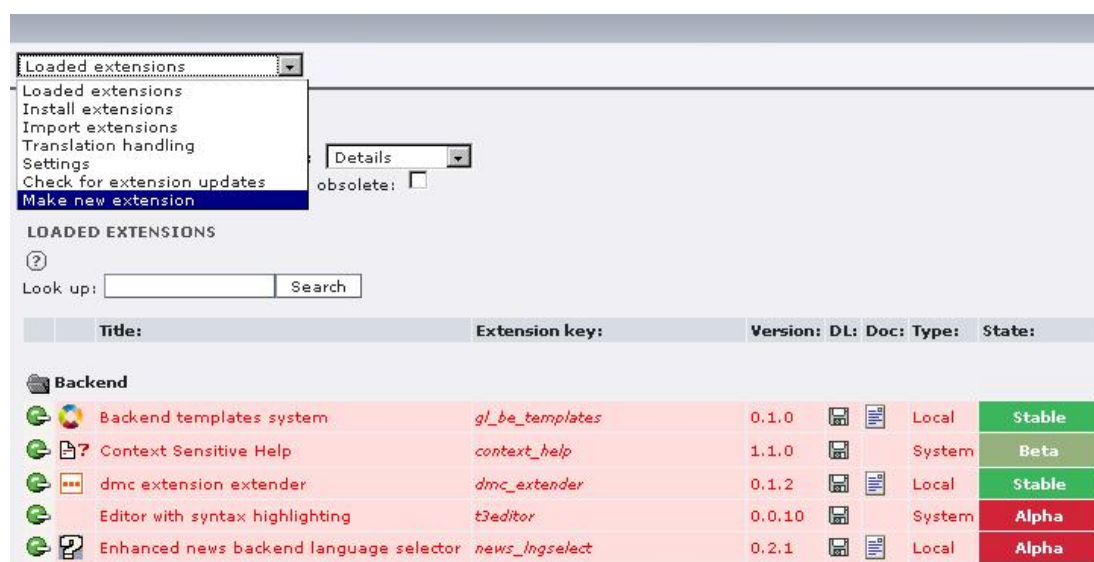 Loaded extensions
Loaded extensions
Install extensions
Import extensions
Translation handling
Settings
Check for extension updates
Make new extension
: Details
obsolete:
LOADED EXTENSIONS
?
Look up: Search
Title: Extension key: Version: DL: Doc: Type: State:
Backend
Backend templates system gl_be_templates 0.1.0 Local Stable
? Context Sensitive Help context_help 1.1.0 System Beta
dmc extension extender dmc_extender 0.1.2 Local Stable
Editor with syntax highlighting t3editor 0.0.10 System Alpha
? Enhanced news backend language selector news_lngselect 0.2.1 Local Alpha